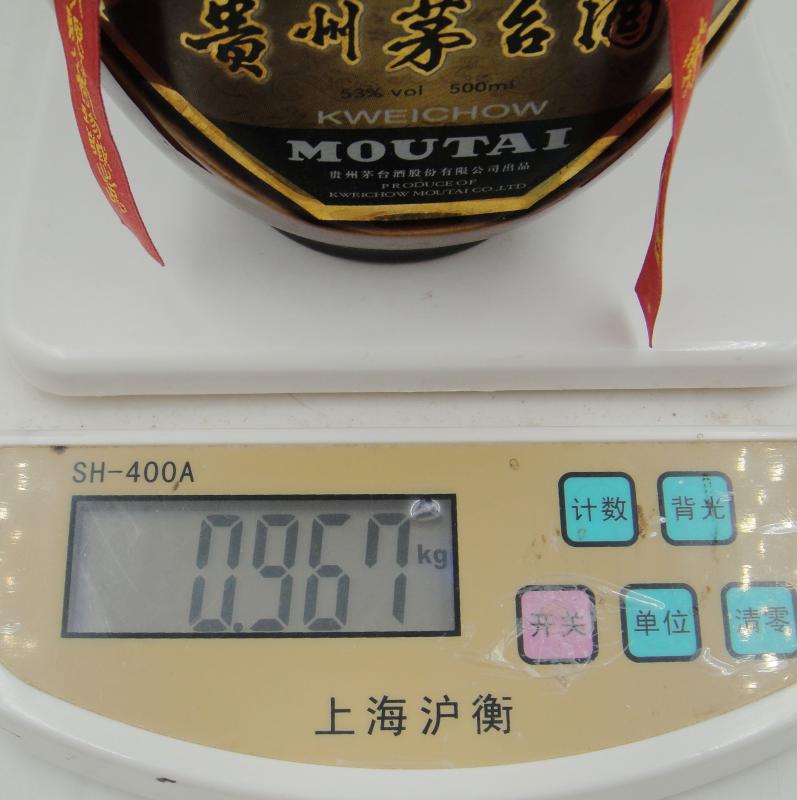 贵州茅台酒
53% vol 500ml
KWEICHOW
MOUTAI
贵州茅台酒股份有限公司出品
PRODUCE OF
KWEICHOW MOUTAI CO.,LTD
SH-400A
0.967 kg
计数 背光
开关 单位 清零
上海沪衡